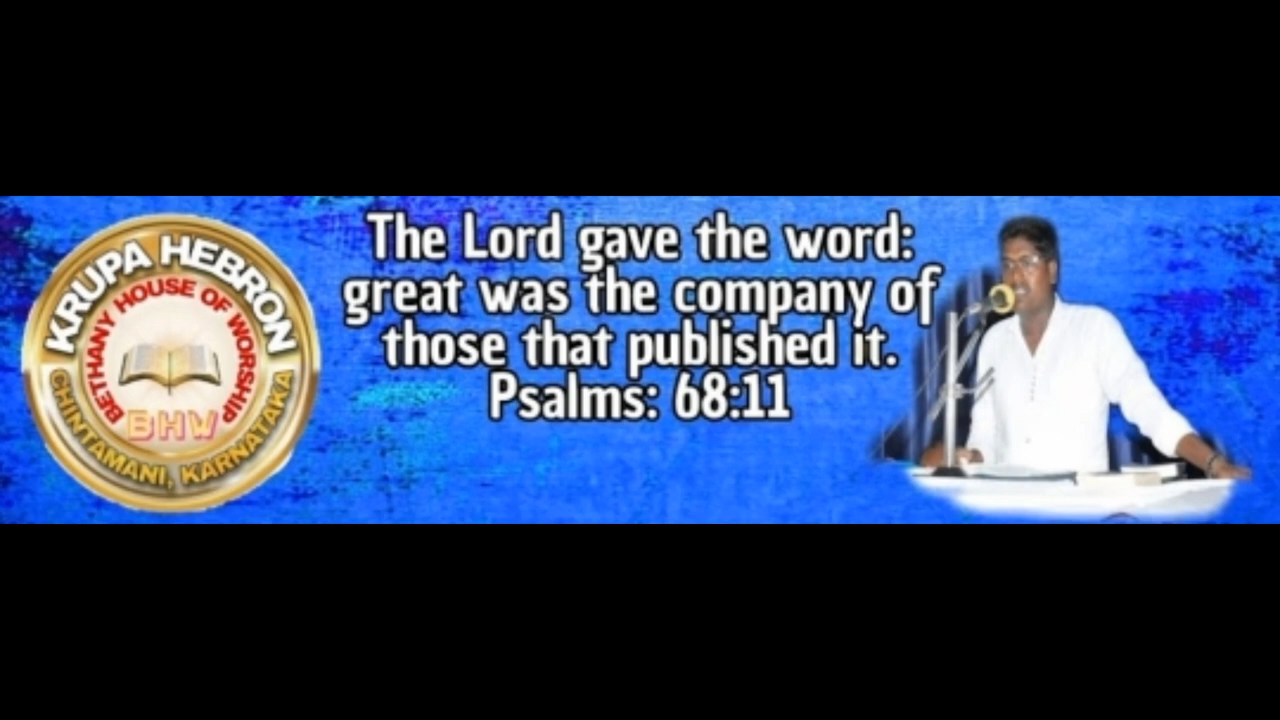 KRUPA HEBRON
BETHANY HOUSE OF WORSHIP
BHW
CHINTAMANI, KARNATAKA
The Lord gave the word:
great was the company of
those that published it.
Psalms: 68:11